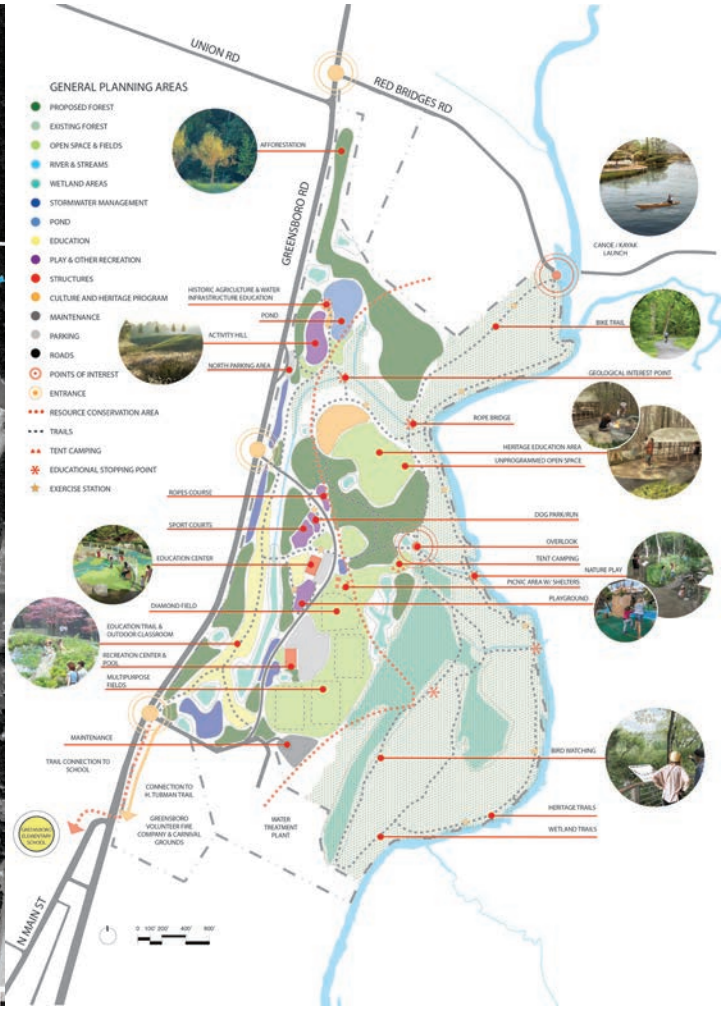 UNION RD
RED BRIDGES RD
GENERAL PLANNING AREAS
PROPOSED FOREST
EXISTING FOREST
OPEN SPACE & FIELDS
RIVER & STREAMS
WETLAND AREAS
STORMWATER MANAGEMENT
POND
EDUCATION
PLAY & OTHER RECREATION
STRUCTURES
CULTURE AND HERITAGE PROGRAM
MAINTENANCE
PARKING
ROADS
POINTS OF INTEREST
ENTRANCE
RESOURCE CONSERVATION AREA
TRAILS
TENT CAMPING
EDUCATIONAL STOPPING POINT
EXERCISE STATION
AFFORESTATION
GREENSBORO RD
CANOE / KAYAK
LAUNCH
HISTORIC AGRICULTURE & WATER
INFRASTRUCTURE EDUCATION
POND
ACTIVITY HILL
NORTH PARKING AREA
BIKE TRAIL
GEOLOGICAL INTEREST POINT
ROPE BRIDGE
HERITAGE EDUCATION AREA
UNPROGRAMMED OPEN SPACE
ROPES COURSE
SPORT COURTS
EDUCATION CENTER
DIAMOND FIELD
EDUCATION TRAIL &
OUTDOOR CLASSROOM
RECREATION CENTER &
POOL
MULTIPURPOSE
FIELDS
DOG PARK/RUN
OVERLOOK
TENT CAMPING
NATURE PLAY
PICNIC AREA W/ SHELTERS
PLAYGROUND
MAINTENANCE
TRAIL CONNECTION TO
SCHOOL
CONNECTION TO
H. TUBMAN TRAIL
GREENSBORO
VOLUNTEER FIRE
COMPANY & CARNIVAL
GROUNDS
WATER
TREATMENT
PLANT
BIRD WATCHING
HERITAGE TRAILS
WETLAND TRAILS
GREENSBORO
ELEMENTARY
SCHOOL
N MAIN ST
0 100' 200' 400' 800'